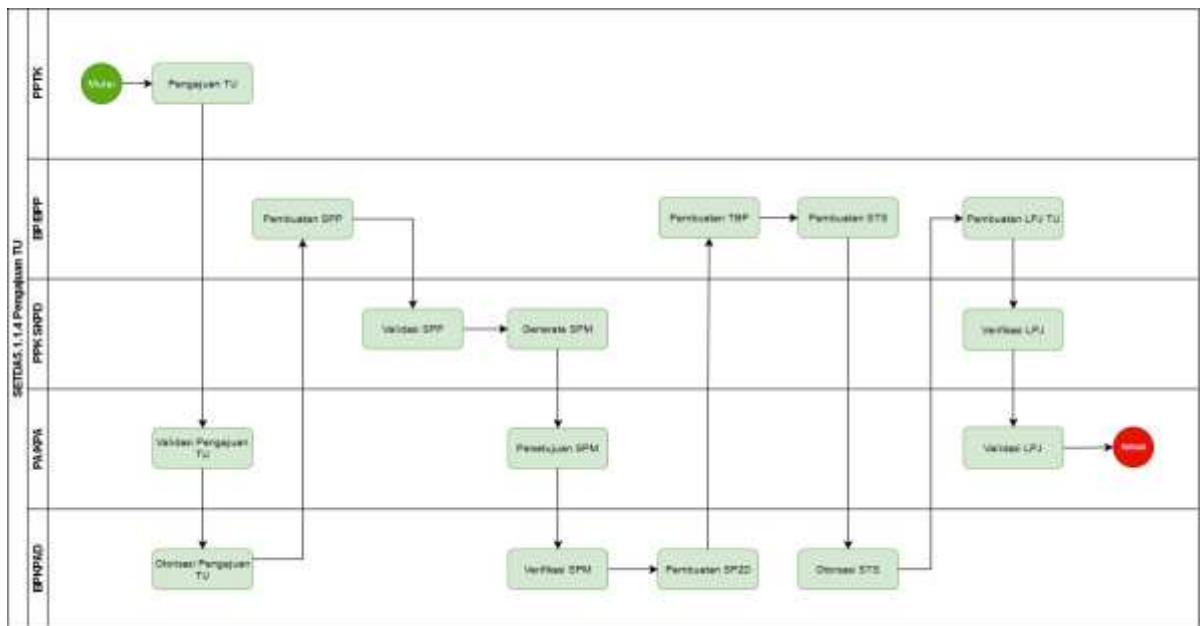 SETDA5.1.1.4 Pengajuan TU
PPTK
Mulai
Pengajuan TU
BP/BPP
Pembuatan SPP
Pembuatan TBP
Pembuatan STS
Pembuatan LPJ TU
PPK SKPD
Validasi SPP
Generate SPM
Verifikasi LPJ
PA/KPA
Validasi Pengajuan
TU
Persetujuan SPM
Validasi LPJ
BPKPAD
Otorisasi Pengajuan
TU
Verifikasi SPM
Pembuatan SP2D
Otorisasi STS